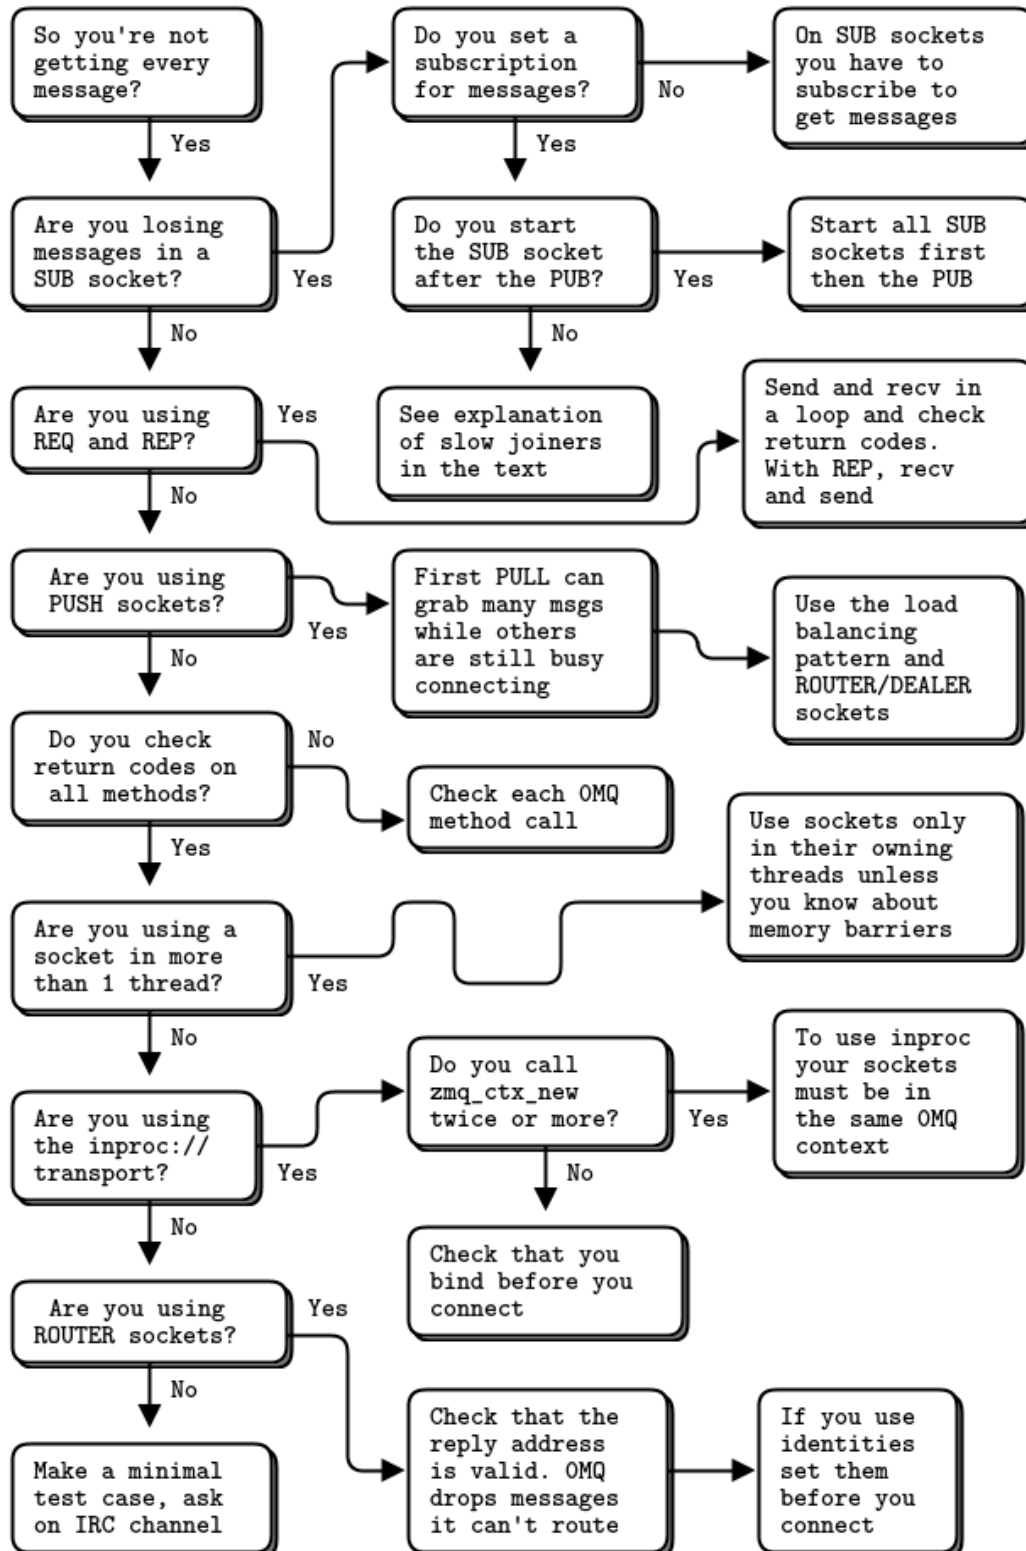 So you're not
getting every
message?
Yes
Do you set a
subscription
for messages?
No
On SUB sockets
you have to
subscribe to
get messages
Yes
Are you losing
messages in a
SUB socket?
Yes
Do you start
the SUB socket
after the PUB?
Yes
Start all SUB
sockets first
then the PUB
No
No
Are you using
REQ and REP?
Yes
See explanation
of slow joiners
in the text
Send and recv in
a loop and check
return codes.
With REP, recv
and send
No
Are you using
PUSH sockets?
Yes
First PULL can
grab many msgs
while others
are still busy
connecting
Use the load
balancing
pattern and
ROUTER/DEALER
sockets
No
Do you check
return codes on
all methods?
No
Check each 0MQ
method call
Yes
Use sockets only
in their owning
threads unless
you know about
memory barriers
Are you using a
socket in more
than 1 thread?
Yes
No
Do you call
zmq_ctx_new
twice or more?
Yes
To use inproc
your sockets
must be in
the same 0MQ
context
Are you using
the inproc://
transport?
Yes
No
Check that you
bind before you
connect
No
Are you using
ROUTER sockets?
Yes
No
Check that the
reply address
is valid. 0MQ
drops messages
it can't route
If you use
identities
set them
before you
connect
Make a minimal
test case, ask
on IRC channel